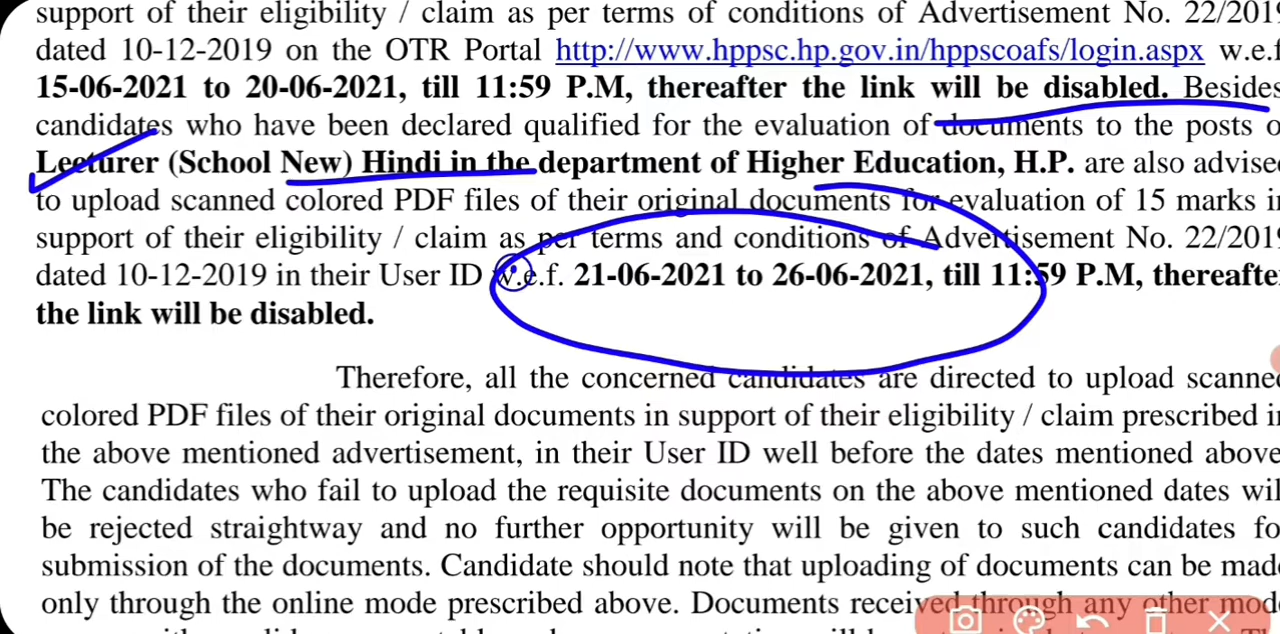 support of their eligibility / claim as per terms of conditions of Advertisement No. 22/2019
dated 10-12-2019 on the OTR Portal http://www.hppsc.hp.gov.in/hppscoafs/login.aspx w.e.f
15-06-2021 to 20-06-2021, till 11:59 P.M, thereafter the link will be disabled. Besides
candidates who have been declared qualified for the evaluation of documents to the posts o
Lecturer (School New) Hindi in the department of Higher Education, H.P. are also advise
to upload scanned colored PDF files of their original documents for evaluation of 15 marks i
support of their eligibility / claim as per terms and conditions of Advertisement No. 22/2019
dated 10-12-2019 in their User ID w.e.f. 21-06-2021 to 26-06-2021, till 11:59 P.M, thereafte
the link will be disabled.
Therefore, all the concerned candidates are directed to upload scanne
colored PDF files of their original documents in support of their eligibility / claim prescribed i
the above mentioned advertisement, in their User ID well before the dates mentioned above
The candidates who fail to upload the requisite documents on the above mentioned dates wil
be rejected straightway and no further opportunity will be given to such candidates fo
submission of the documents. Candidate should note that uploading of documents can be mad
only through the online mode prescribed above. Documents received through any other mod